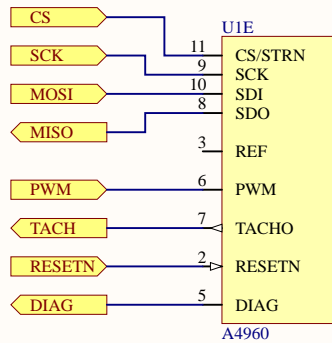 U1E
CS 11 CS/STRN
SCK 9 SCK
MOSI 10 SDI
MISO 8 SDO
3 REF
PWM 6 PWM
TACH 7 TACHO
RESETN 2 RESETN
DIAG 5 DIAG
A4960